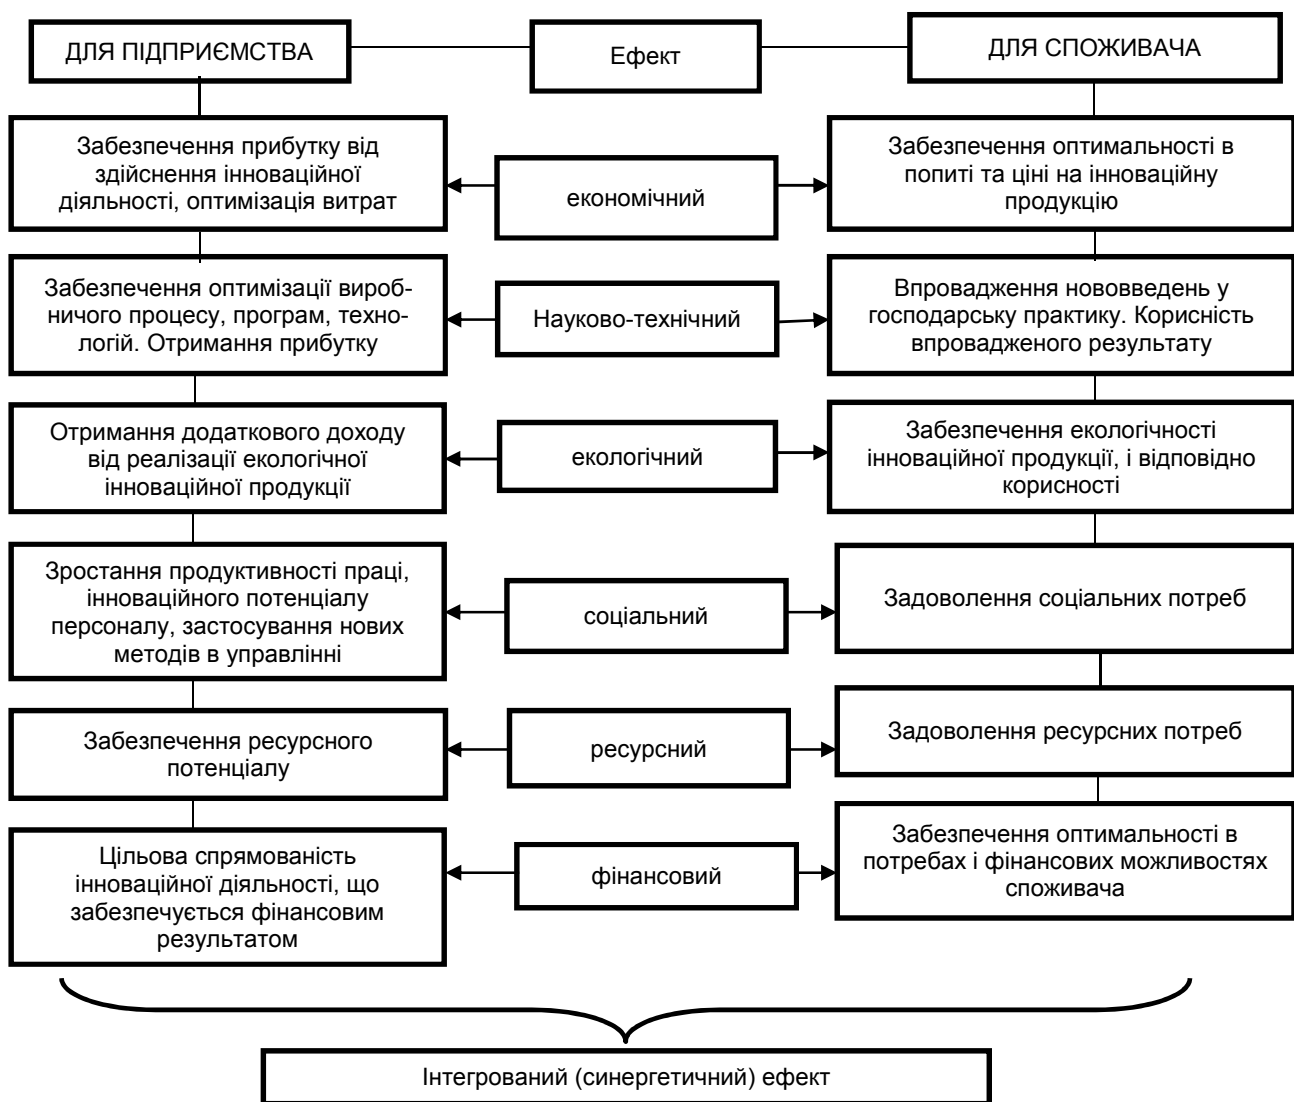 ДЛЯ ПІДПРИЄМСТВА
Ефект
ДЛЯ СПОЖИВАЧА
Забезпечення прибутку від
здійснення інноваційної
діяльності, оптимізація витрат
економічний
Забезпечення оптимальності в
попиті та ціні на інноваційну
продукцію
Забезпечення оптимізації вироб-
ничого процесу, програм, техно-
логій. Отримання прибутку
Науково-технічний
Впровадження нововведень у
господарську практику. Корисність
впровадженого результату
Отримання додаткового доходу
від реалізації екологічної
інноваційної продукції
екологічний
Забезпечення екологічності
інноваційної продукції, і відповідно
корисності
Зростання продуктивності праці,
інноваційного потенціалу
персоналу, застосування нових
методів в управлінні
соціальний
Задоволення соціальних потреб
Забезпечення ресурсного
потенціалу
ресурсний
Задоволення ресурсних потреб
Цільова спрямованість
інноваційної діяльності, що
забезпечується фінансовим
результатом
фінансовий
Забезпечення оптимальності в
потребах і фінансових можливостях
споживача
Інтегрований (синергетичний) ефект